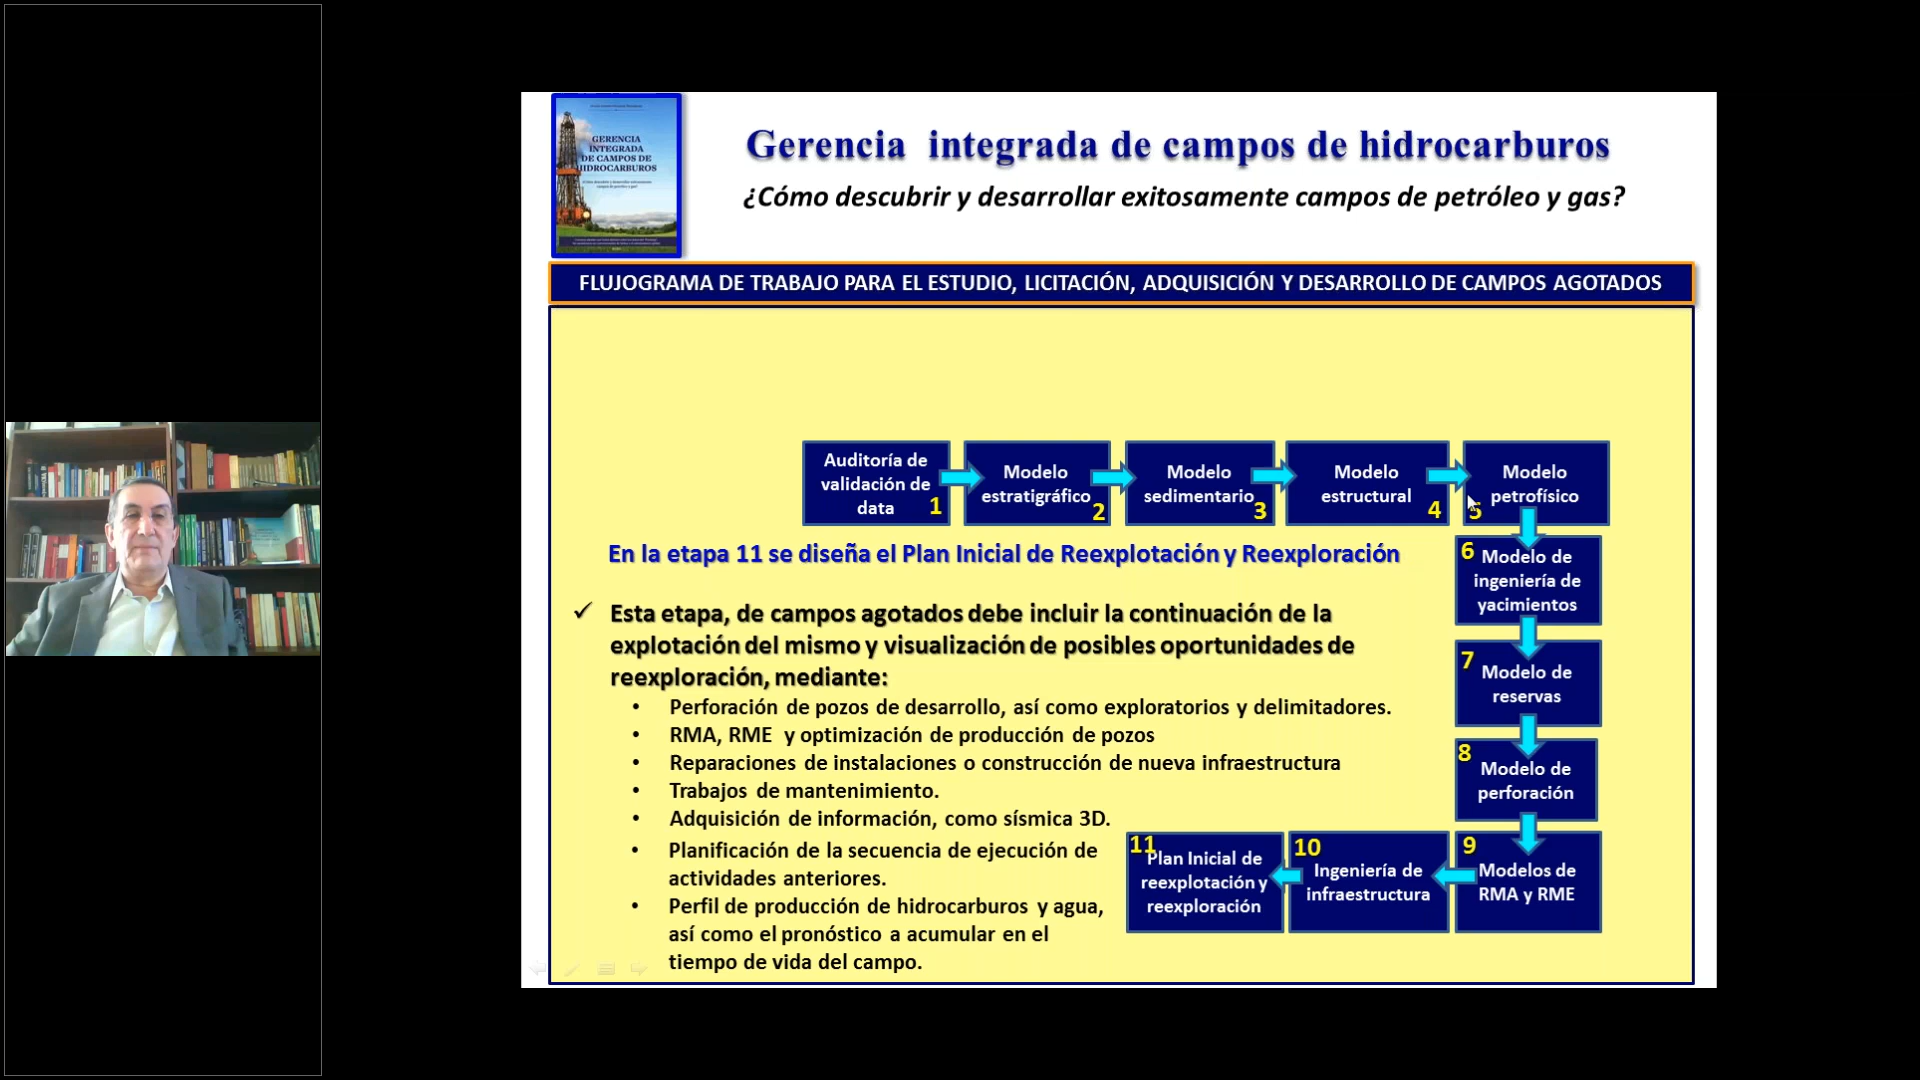 GERENCIA
INTEGRADA
DE CAMPOS DE
HIDROCARBUROS
Gerencia integrada de campos de hidrocarburos
¿Cómo descubrir y desarrollar exitosamente campos de petróleo y gas?
FLUJOGRAMA DE TRABAJO PARA EL ESTUDIO, LICITACIÓN, ADQUISICIÓN Y DESARROLLO DE CAMPOS AGOTADOS
Auditoría de
validación de
data
1
Modelo
estratigráfico
2
Modelo
sedimentario
3
Modelo
estructural
4
Modelo
petrofísico
5
En la etapa 11 se diseña el Plan Inicial de Reexplotación y Reexploración
6
Modelo de
ingeniería de
yacimientos
✓ Esta etapa, de campos agotados debe incluir la continuación de la
explotación del mismo y visualización de posibles oportunidades de
reexploración, mediante:
7
Modelo de
reservas
• Perforación de pozos de desarrollo, así como exploratorios y delimitadores.
• RMA, RME y optimización de producción de pozos
• Reparaciones de instalaciones o construcción de nueva infraestructura
• Trabajos de mantenimiento.
• Adquisición de información, como sísmica 3D.
• Planificación de la secuencia de ejecución de
actividades anteriores.
• Perfil de producción de hidrocarburos y agua,
así como el pronóstico a acumular en el
tiempo de vida del campo.
8
Modelo de
perforación
9
Modelos de
RMA y RME
10
Ingeniería de
infraestructura
11
Plan Inicial de
reexplotación y
reexploración